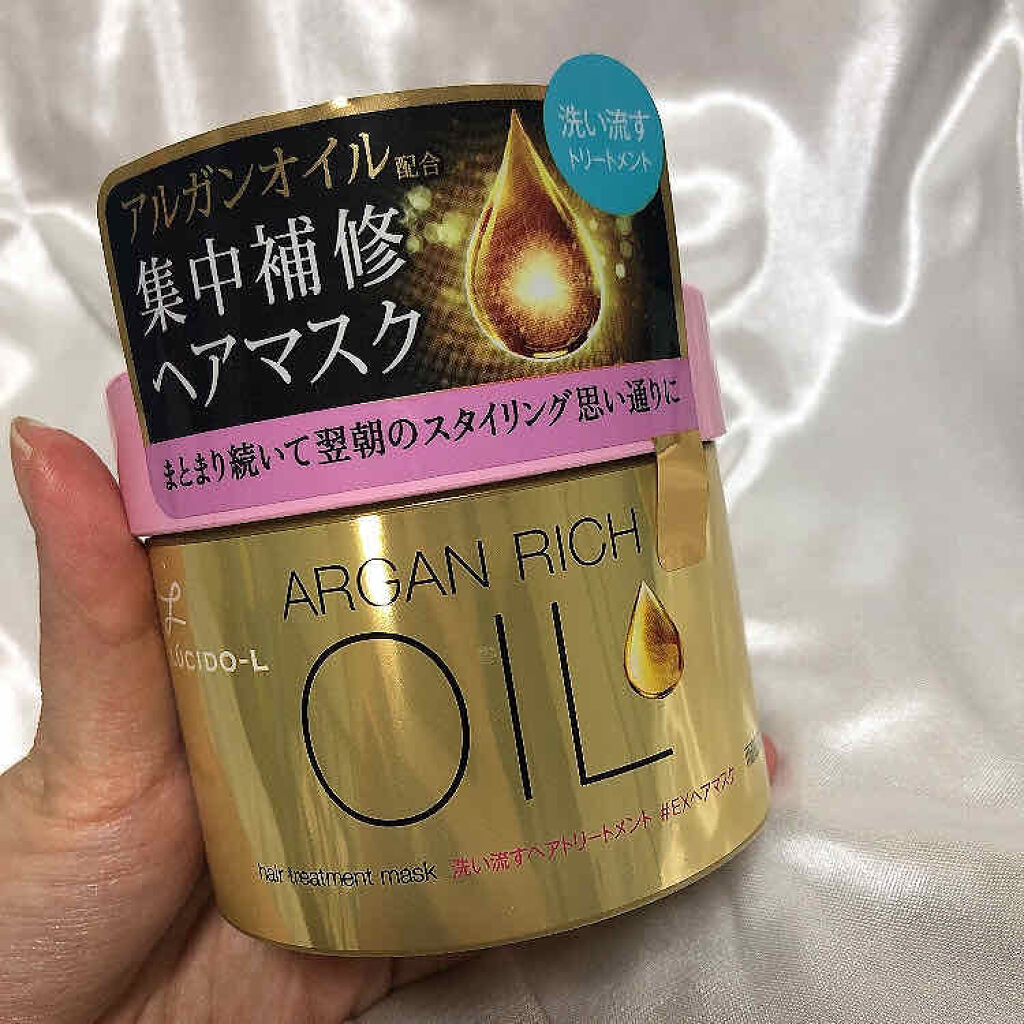 洗い流す
トリートメント
アルガンオイル配合
集中補修
ヘアマスク
まとまり続いて翌朝のスタイリング思い通りに
ARGAN RICH
OIL
L
LÚCIDO-L
hair treatment mask 洗い流すヘアトリートメント #EXヘアマスク